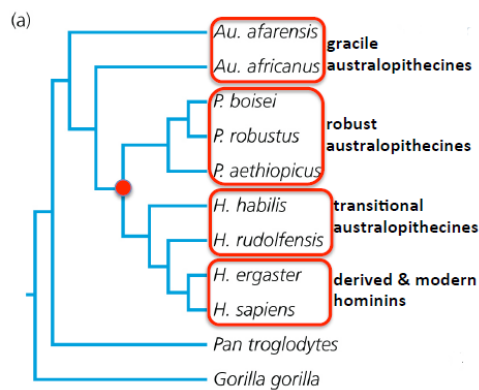 (a)
Au. afarensis
Au. africanus
gracile
australopithecines
P. boisei
P. robustus
P. aethiopicus
robust
australopithecines
H. habilis
H. rudolfensis
transitional
australopithecines
H. ergaster
H. sapiens
derived & modern
hominins
Pan troglodytes
Gorilla gorilla